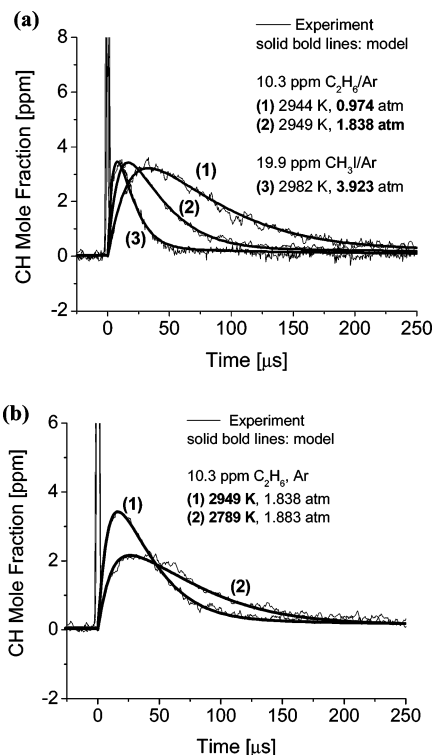 (a)
Experiment
solid bold lines: model
10.3 ppm C₂H₆/Ar
(1) 2944 K, 0.974 atm
(2) 2949 K, 1.838 atm
19.9 ppm CH₃I/Ar
(3) 2982 K, 3.923 atm
(1)
(2)
(3)
CH Mole Fraction [ppm]
8
6
4
2
0
-2
0 50 100 150 200 250
Time [μs]
(b)
Experiment
solid bold lines: model
10.3 ppm C₂H₆, Ar
(1) 2949 K, 1.838 atm
(2) 2789 K, 1.883 atm
(1)
(2)
CH Mole Fraction [ppm]
6
4
2
0
-2
0 50 100 150 200 250
Time [μs]